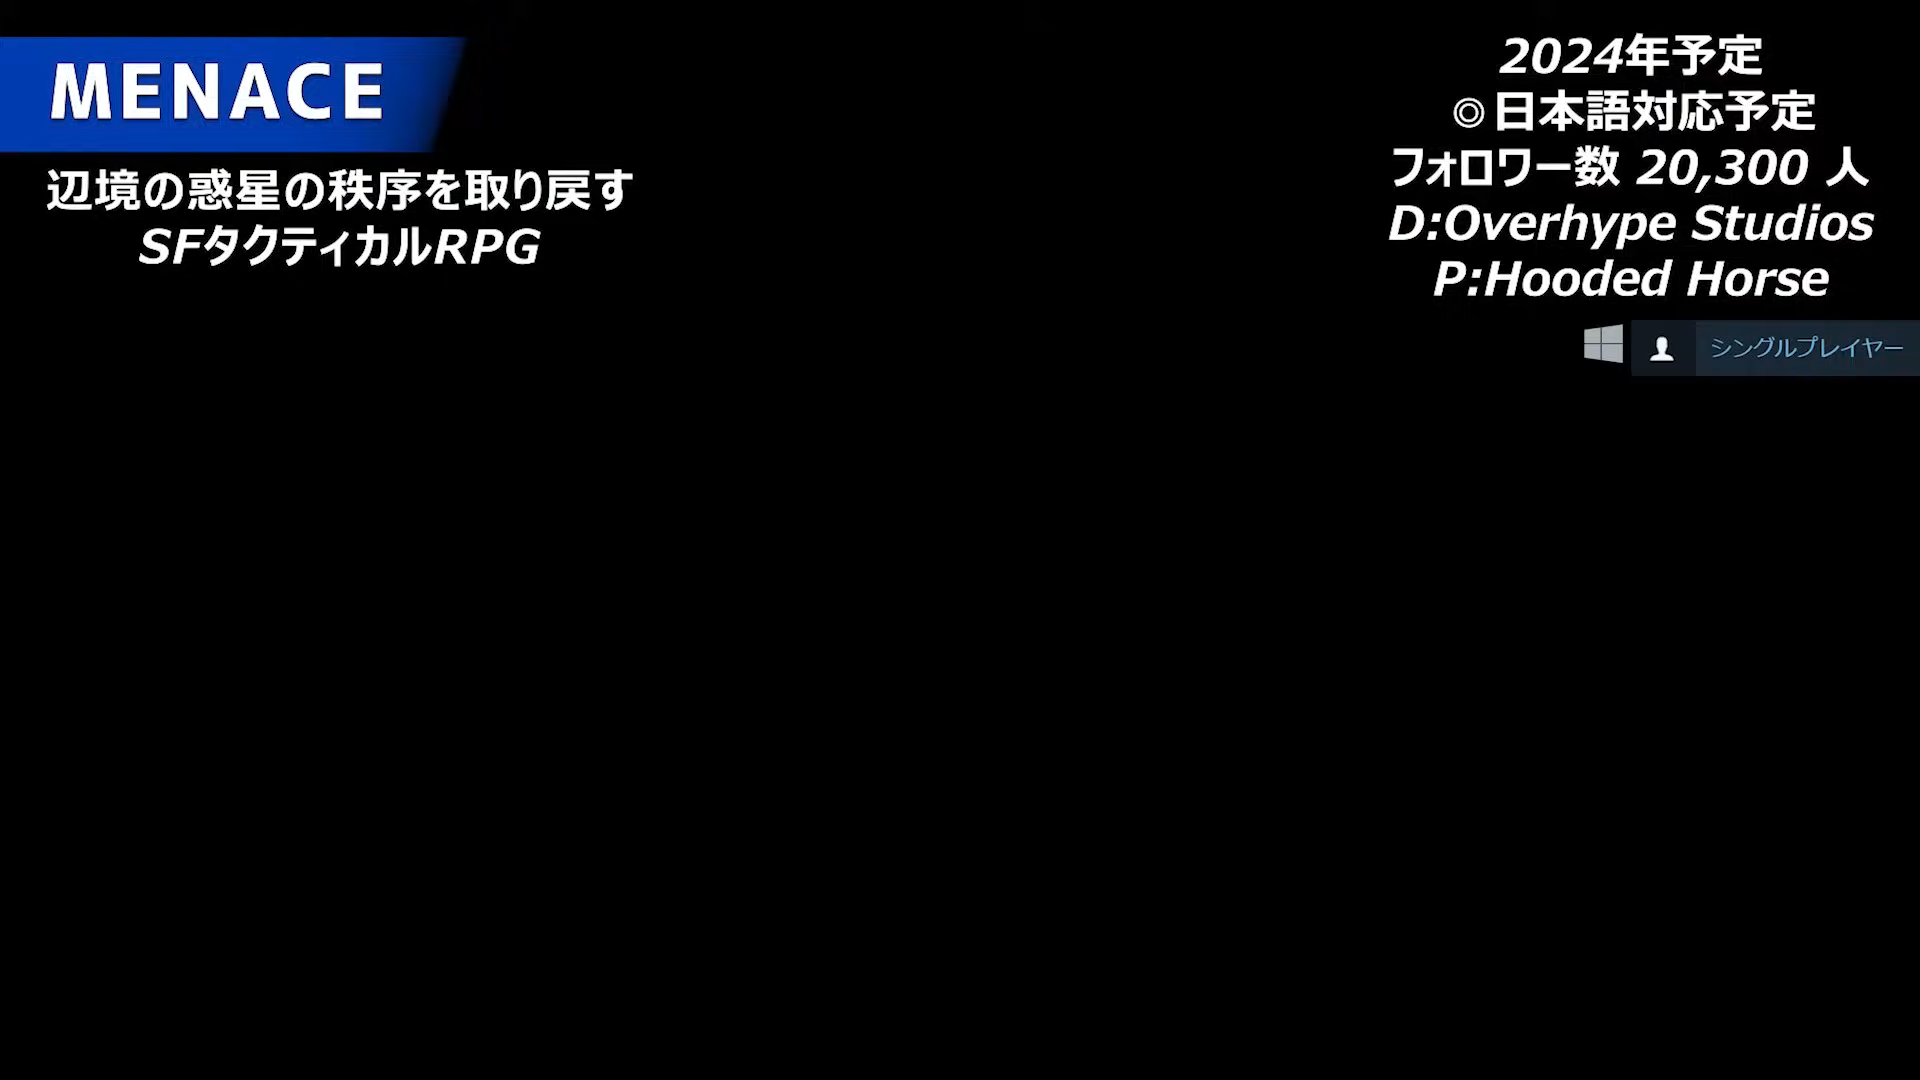 MENACE
辺境の惑星の秩序を取り戻す
SFタクティカルRPG
2024年予定
◎日本語対応予定
フォロワー数 20,300 人
D:Overhype Studios
P:Hooded Horse
シングルプレイヤー